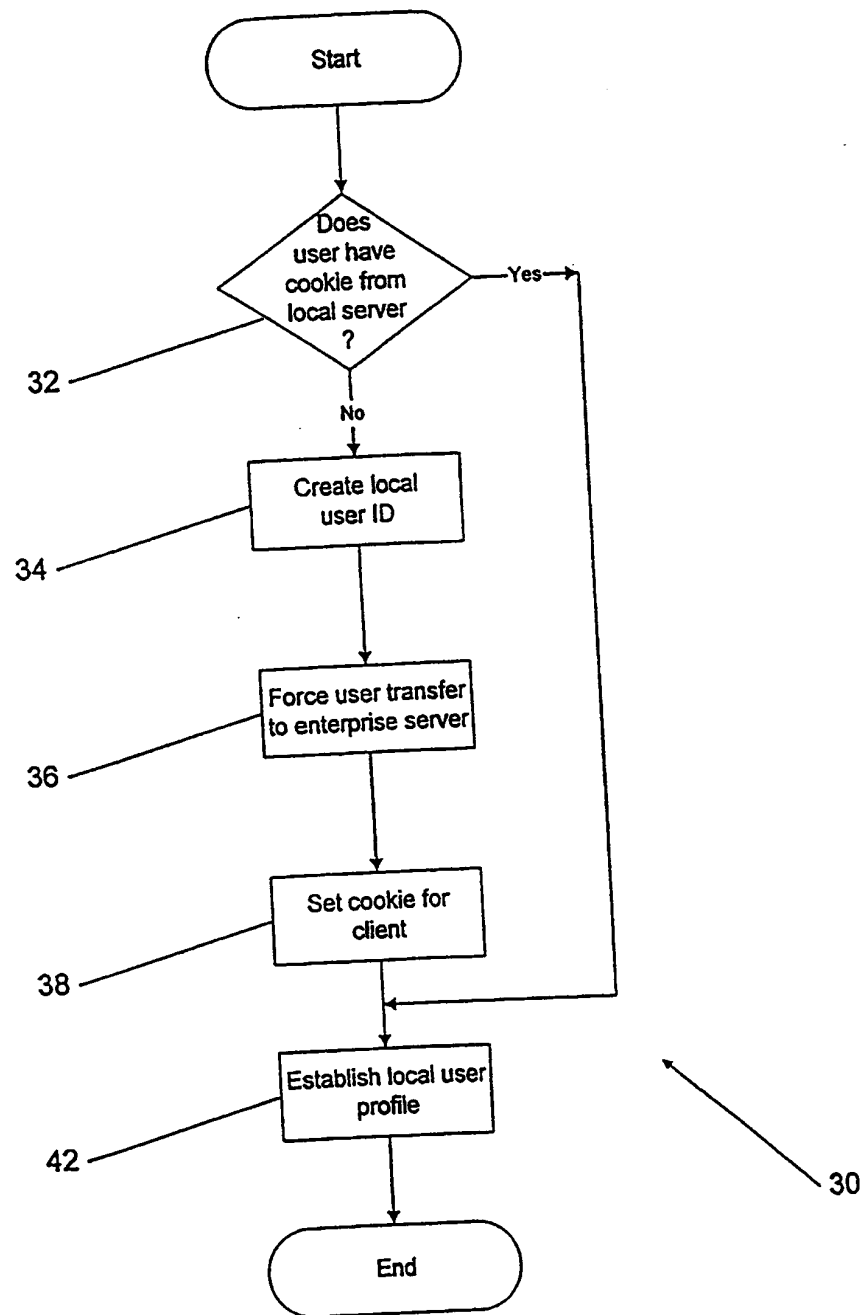 Start
Does
user have
cookie from
local server
?
Yes
32
No
Create local
user ID
34
Force user transfer
to enterprise server
36
Set cookie for
client
38
Establish local user
profile
42
30
End